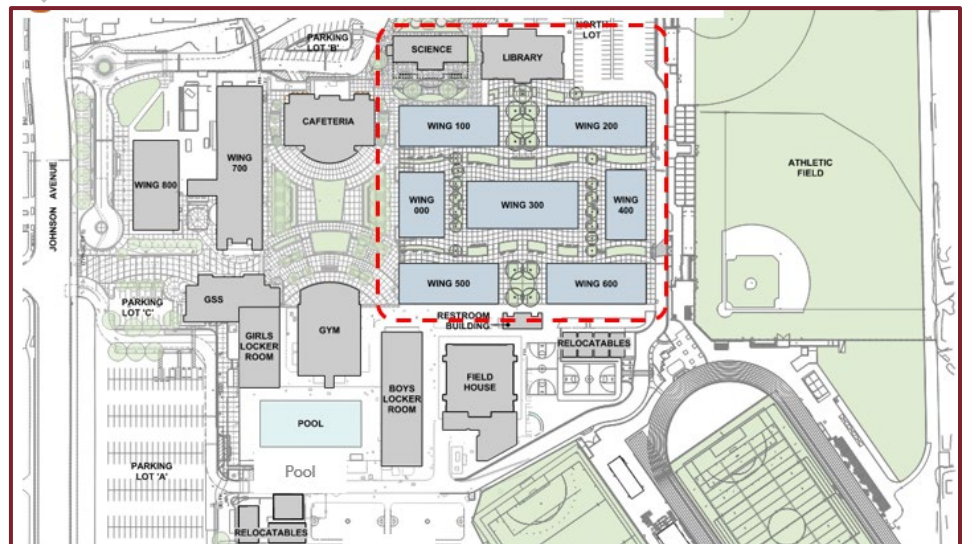 NORTH
LOT
PARKING
LOT 'B'
SCIENCE
LIBRARY
CAFETERIA
WING 100
WING 200
WING
700
WING 800
WING
000
WING 300
WING
400
ATHLETIC
FIELD
JOHNSON AVENUE
WING 500
WING 600
PARKING
LOT 'C'
GSS
GYM
RESTROOM
BUILDING
GIRLS
LOCKER
ROOM
RELOCATABLES
BOYS
LOCKER
ROOM
FIELD
HOUSE
POOL
Pool
PARKING
LOT 'A'
RELOCATABLES